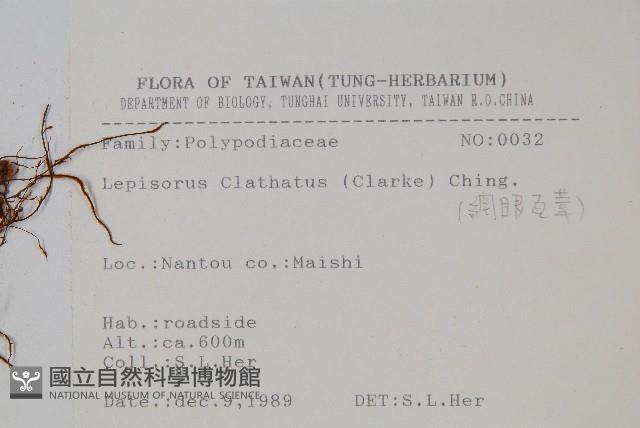 FLORA OF TAIWAN(TUNG-HERBARIUM)
DEPARTMENT OF BIOLOGY, TUNGHAI UNIVERSITY, TAIWAN R.O.CHINA
Family:Polypodiaceae NO:0032
Lepisorus Clathatus (Clarke) Ching.
(網眼瓦葦)
Loc.:Nantou co.:Maishi
Hab.:roadside
Alt.:ca.600m
Coll.:S.L.Her
國立自然科學博物館
NATIONAL MUSEUM OF NATURAL SCIENCE
Date.:dec.9,1989 DET:S.L.Her